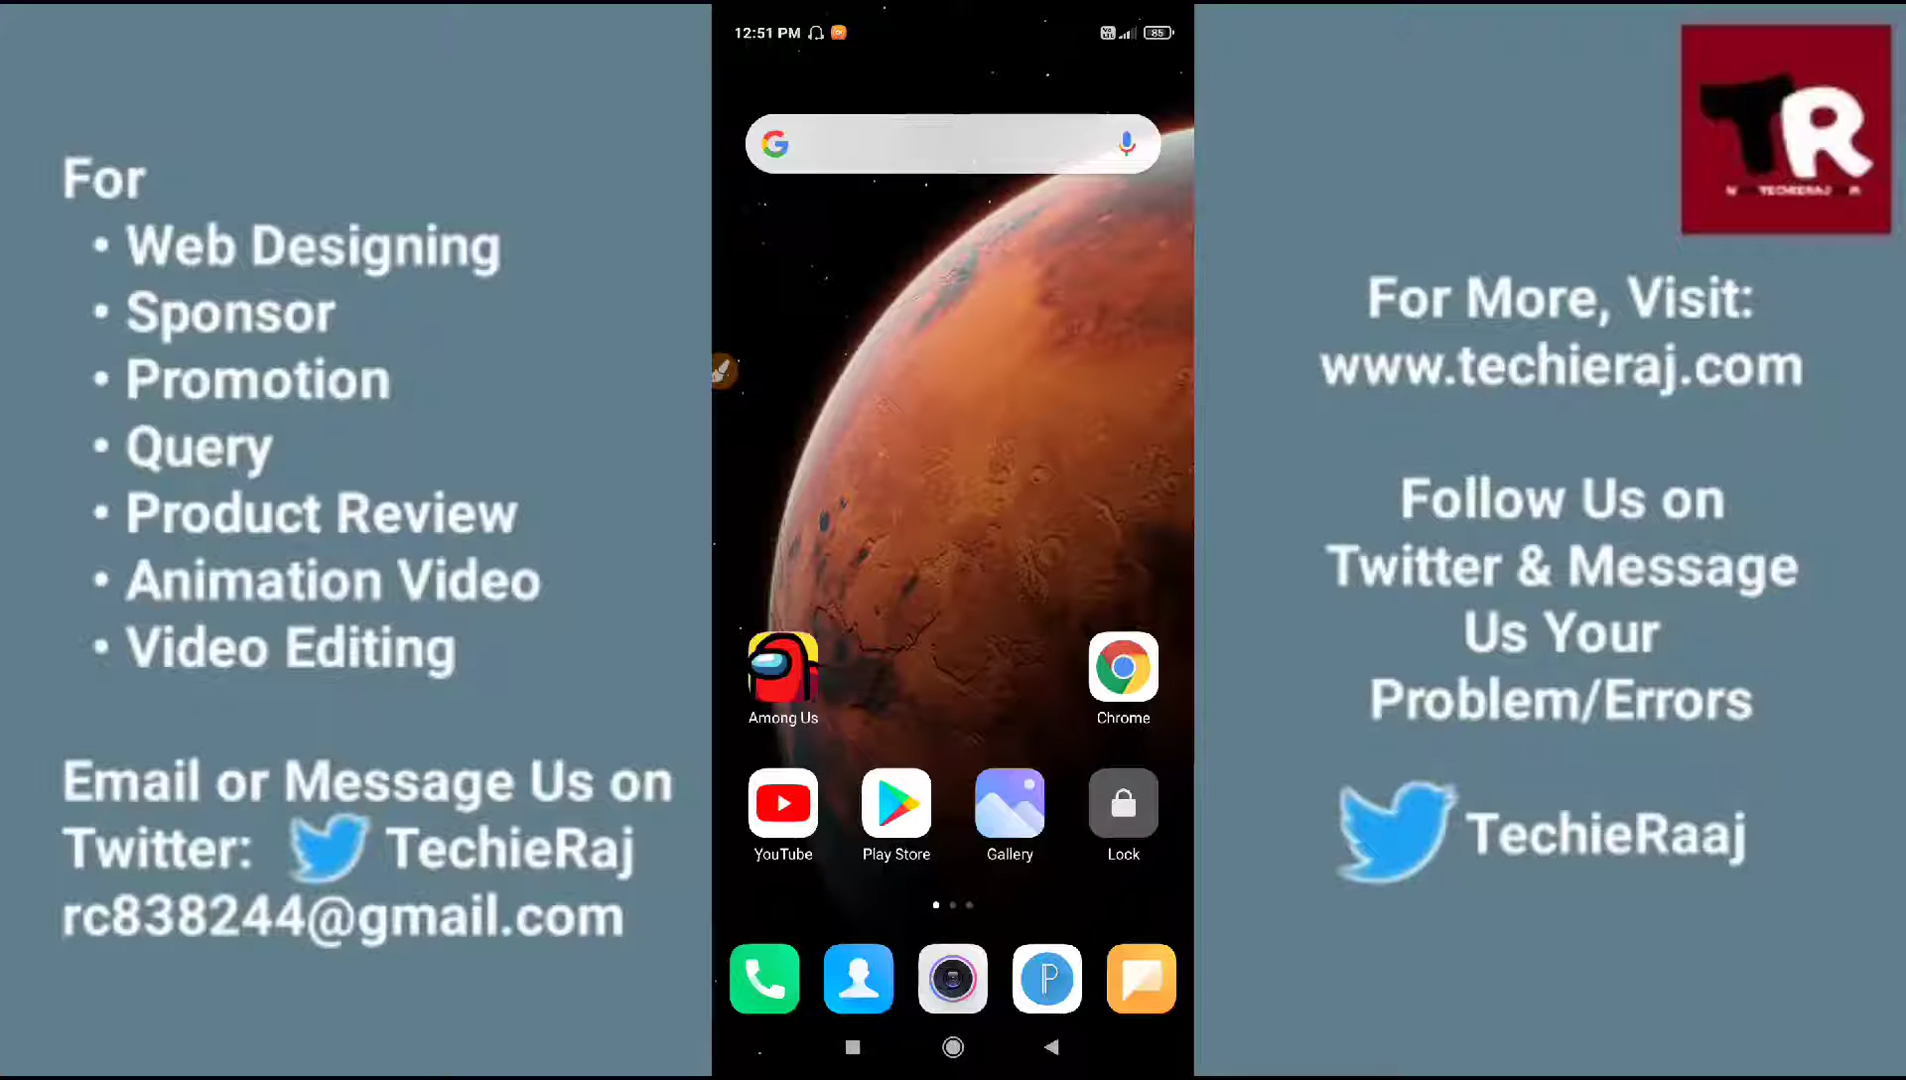 For
• Web Designing
• Sponsor
• Promotion
• Query
• Product Review
• Animation Video
• Video Editing
Email or Message Us on
Twitter: TechieRaj
rc838244@gmail.com
12:51 PM
85
Among Us
Chrome
YouTube
Play Store
Gallery
Lock
TR
TECHIERAJ
For More, Visit:
www.techieraj.com
Follow Us on
Twitter & Message
Us Your
Problem/Errors
TechieRaaj